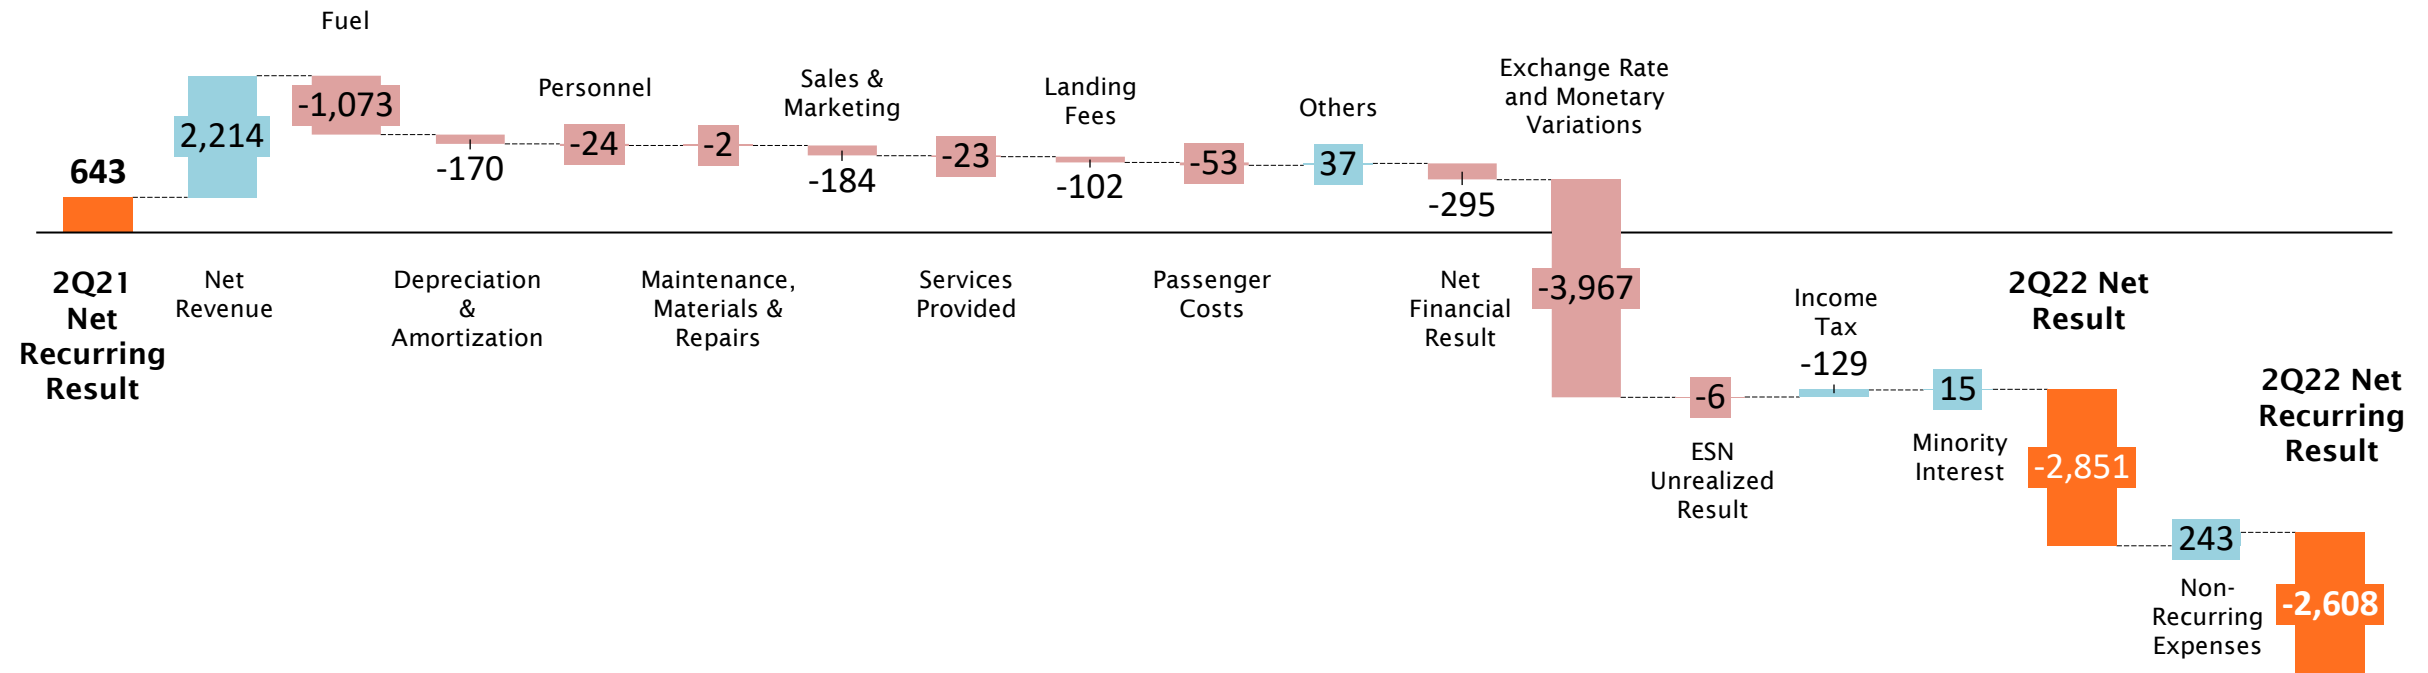 Fuel
Personnel
Sales &
Marketing
Landing
Fees
Others
Exchange Rate
and Monetary
Variations
643
2,214
-1,073
-170
-24
-2
-184
-23
-102
-53
37
-295
-3,967
2Q21
Net
Recurring
Result
Net
Revenue
Depreciation
&
Amortization
Maintenance,
Materials &
Repairs
Services
Provided
Passenger
Costs
Net
Financial
Result
-6
ESN
Unrealized
Result
Income
Tax
-129
15
Minority
Interest
2Q22 Net
Result
-2,851
243
Non-
Recurring
Expenses
2Q22 Net
Recurring
Result
-2,608